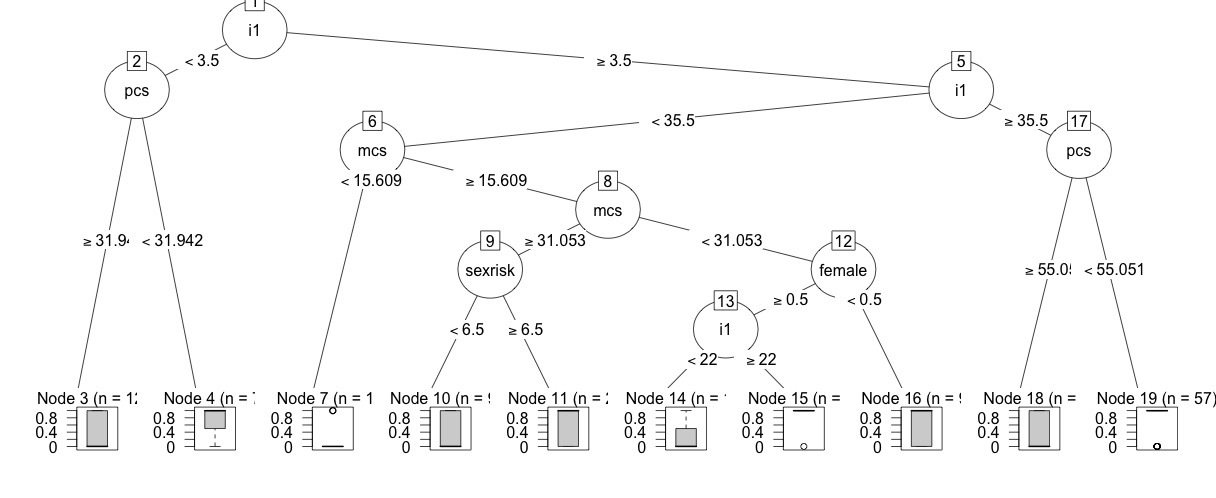 1
i1
< 3.5
≥ 3.5
2
pcs
5
i1
< 35.5
≥ 35.5
6
mcs
17
pcs
< 15.609
≥ 15.609
8
mcs
≥ 31.053
< 31.053
9
sexrisk
12
female
≥ 31.94
< 31.942
≥ 55.05
< 55.051
≥ 0.5
< 0.5
13
i1
< 6.5
≥ 6.5
< 22
≥ 22
Node 3 (n = 12
Node 4 (n =
Node 7 (n = 1
Node 10 (n =
Node 11 (n =
Node 14 (n =
Node 15 (n =
Node 16 (n =
Node 18 (n =
Node 19 (n = 57)
0.8 0.8 0.8 0.8 0.8 0.8 0.8 0.8 0.8 0.8
0.4 0.4 0.4 0.4 0.4 0.4 0.4 0.4 0.4 0.4
0 0 0 0 0 0 0 0 0 0